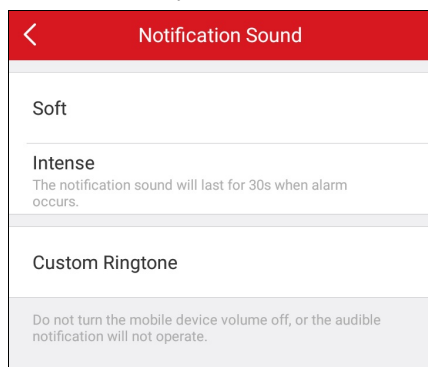 Notification Sound
Soft
Intense
The notification sound will last for 30s when alarm
occurs.
Custom Ringtone
Do not turn the mobile device volume off, or the audible
notification will not operate.